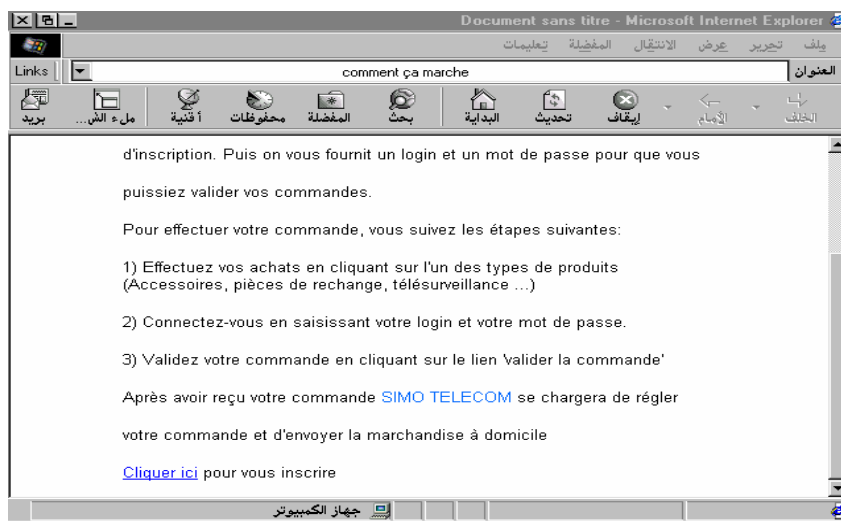 Document sans titre - Microsoft Internet Explorer
ملف تحرير عرض الانتقال المفضلة تعليمات
العنوان comment ça marche Links
الخلف الأمام إيقاف تحديث البداية بحث المفضلة محفوظات أقنية ملء الش... بريد
d'inscription. Puis on vous fournit un login et un mot de passe pour que vous
puissiez valider vos commandes.
Pour effectuer votre commande, vous suivez les étapes suivantes:
1) Effectuez vos achats en cliquant sur l'un des types de produits
(Accessoires, pièces de rechange, télésurveillance ...)
2) Connectez-vous en saisissant votre login et votre mot de passe.
3) Validez votre commande en cliquant sur le lien 'valider la commande'
Après avoir reçu votre commande SIMO TELECOM se chargera de régler
votre commande et d'envoyer la marchandise à domicile
Cliquer ici pour vous inscrire
جهاز الكمبيوتر